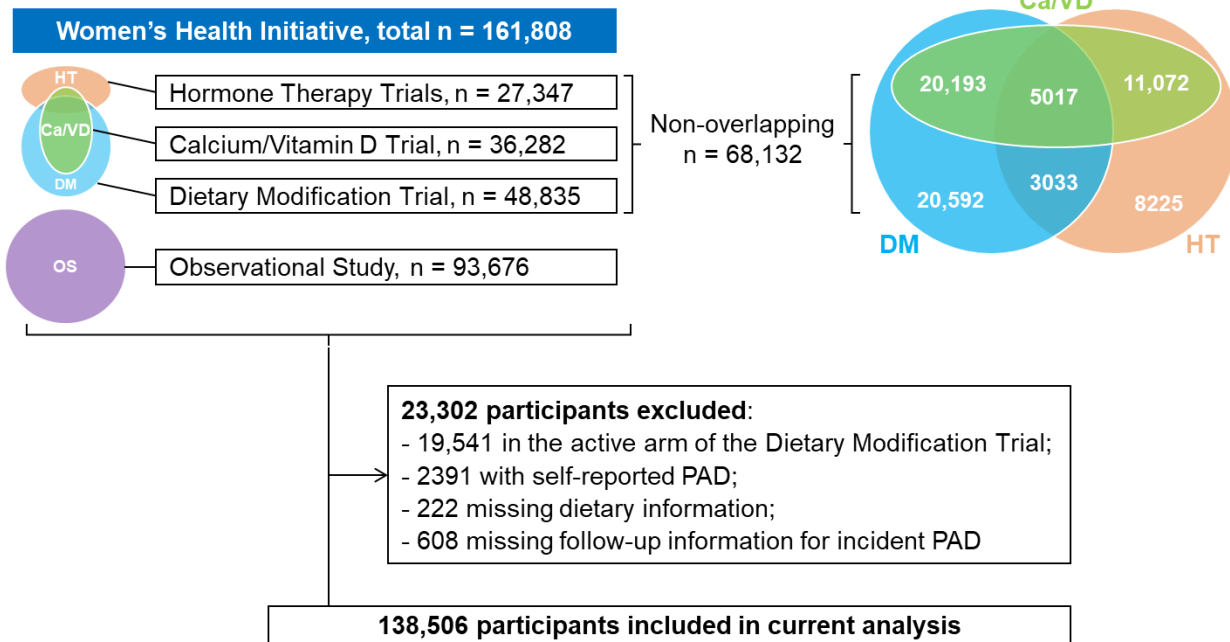 Women's Health Initiative, total n = 161,808
HT
Ca/VD
DM
OS
Hormone Therapy Trials, n = 27,347
Calcium/Vitamin D Trial, n = 36,282
Dietary Modification Trial, n = 48,835
Observational Study, n = 93,676
Non-overlapping
n = 68,132
Ca/VD
20,193
5017
11,072
3033
20,592
8225
DM
HT
23,302 participants excluded:
- 19,541 in the active arm of the Dietary Modification Trial;
- 2391 with self-reported PAD;
- 222 missing dietary information;
- 608 missing follow-up information for incident PAD
138,506 participants included in current analysis